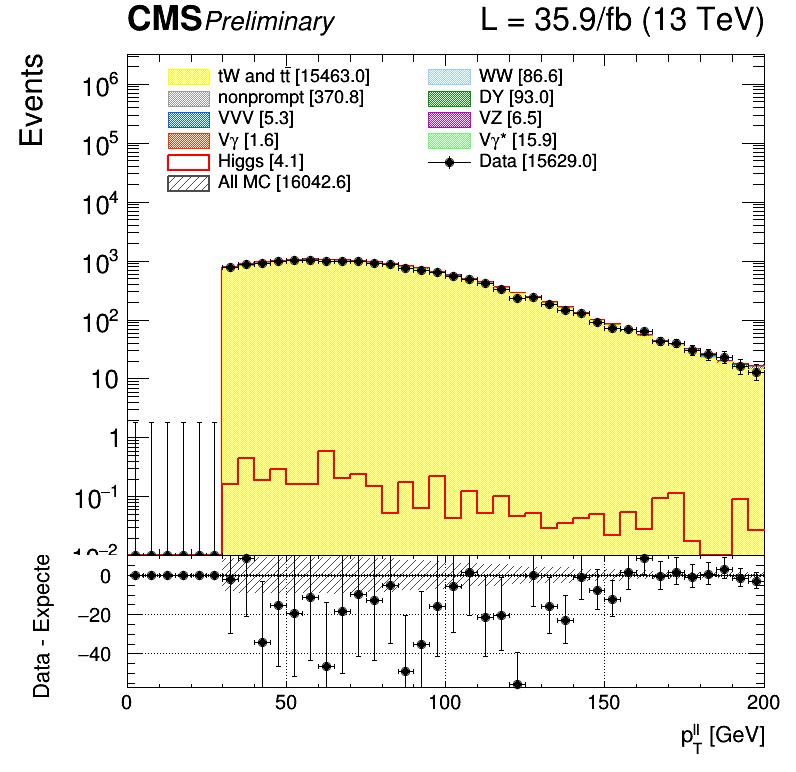 CMS Preliminary L = 35.9/fb (13 TeV)
Events
10⁶
10⁵
10⁴
10³
10²
10
1
10⁻¹
10⁻²
tW and tt̄ [15463.0] WW [86.6]
nonprompt [370.8] DY [93.0]
VVV [5.3] VZ [6.5]
Vγ [1.6] Vγ* [15.9]
Higgs [4.1] Data [15629.0]
All MC [16042.6]
Data - Expecte
0
−20
−40
0 50 100 150 200
p_T^ll [GeV]